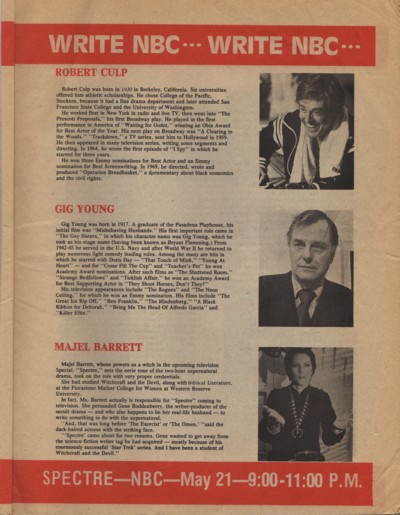 WRITE NBC··· WRITE NBC···
ROBERT CULP
Robert Culp was born in 1930 in Berkeley, California. Six universities
offered him athletic scholarships. He chose College of the Pacific,
Stockton, because it had a fine drama department and later attended San
Francisco State College and the University of Washington.
He worked first in New York in radio and live TV, then went into "The
Prescott Proposals," his first Broadway play. He played in the first
performance in America of "Waiting for Godot," winning an Obie Award
for Best Actor of the Year. His next play on Broadway was "A Clearing in
the Woods." "Trackdown," a TV series, sent him to Hollywood in 1959.
He then appeared in many television series, writing some segments and
directing. In 1964, he wrote the first episode of "I Spy" in which he
starred for three years.
He won three Emmy nominations for Best Actor and an Emmy
nomination for Best Screenwriting. In 1969, he directed, wrote and
produced "Operation Breadbasket," a documentary about black economics
and the civil rights.
GIG YOUNG
Gig Young was born in 1917. A graduate of the Pasadena Playhouse, his
initial film was "Misbehaving Husbands." His first important role came in
"The Gay Sisters," in which his character name was Gig Young, which he
took as his stage name (having been known as Bryant Flemming.) From
1942-45 he served in the U.S. Navy and after World War II he returned to
play numerous light comedy leading roles. Among the many are hits in
which he starred with Doris Day — "That Touch of Mink," "Young At
Heart" — and the "Come Fill The Cup" and "Teacher's Pet" he won
Academy Award nominations. After such films as "The Shuttered Room,"
"Strange Bedfellows" and "Ticklish Affair," he won an Academy Award
for Best Supporting Actor in "They Shoot Horses, Don't They?"
His television appearances include "The Rogues" and "The Neon
Ceiling," for which he won an Emmy nomination. His films include "The
Great Ice Rip Off," "Ben Franklin," "The Hindenberg," "A Black
Ribbon for Deborah," "Bring Me The Head Of Alfredo Garcia" and
"Killer Elite."
MAJEL BARRETT
Majel Barrett, whose powers as a witch in the upcoming television
Special, "Spectre," sets the eerie tone of the two-hour supernatural
drama, took on the role with very proper credentials.
She had studied Witchcraft and the Devil, along with Biblical Literature,
at the Florastone Mather College for Women at Western Reserve
University.
In fact, Ms. Barrett actually is responsible for "Spectre" coming to
television. She persuaded Gene Roddenberry, the writer-producer of the
occult drama — and who also happens to be her real-life husband — to
write something to do with the supernatural.
"And, that was long before 'The Exorcist' or 'The Omen,' "said the
dark-haired actress with the striking face.
"'Spectre' came about for two reasons. Gene wanted to get away from
the science-fiction writer tag he had acquired — mostly because of his
enormously successful 'Star Trek' series. And I have been a student of
Witchcraft and the Devil."
SPECTRE—NBC—May 21—9:00-11:00 P.M.